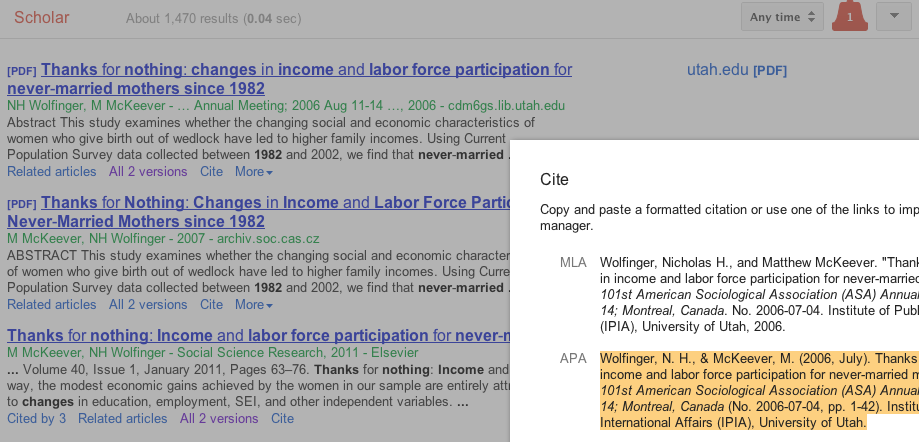 Scholar About 1,470 results (0.04 sec) Any time 1
[PDF] Thanks for nothing: changes in income and labor force participation for utah.edu [PDF]
never-married mothers since 1982
NH Wolfinger, M McKeever - … Annual Meeting; 2006 Aug 11-14 …, 2006 - cdm6gs.lib.utah.edu
Abstract This study examines whether the changing social and economic characteristics of
women who give birth out of wedlock have led to higher family incomes. Using Current
Population Survey data collected between 1982 and 2002, we find that never-married .
Related articles All 2 versions Cite More
[PDF] Thanks for Nothing: Changes in Income and Labor Force Partic
Never-Married Mothers since 1982
M McKeever, NH Wolfinger - 2007 - archiv.soc.cas.cz
ABSTRACT This study examines whether the changing social and economic character
of women who give birth out of wedlock have led to higher family incomes. Using Curre
Population Survey data collected between 1982 and 2002, we find that never-married .
Related articles All 2 versions Cite More
Thanks for nothing: Income and labor force participation for never-n
M McKeever, NH Wolfinger - Social Science Research, 2011 - Elsevier
... Volume 40, Issue 1, January 2011, Pages 63–76. Thanks for nothing: Income and
way, the modest economic gains achieved by the women in our sample are entirely attr
to changes in education, employment, SEI, and other independent variables. ...
Cited by 3 Related articles All 2 versions Cite
Cite
Copy and paste a formatted citation or use one of the links to imp
manager.
MLA Wolfinger, Nicholas H., and Matthew McKeever. "Thank
in income and labor force participation for never-married
101st American Sociological Association (ASA) Annual
14; Montreal, Canada. No. 2006-07-04. Institute of Publ
(IPIA), University of Utah, 2006.
APA Wolfinger, N. H., & McKeever, M. (2006, July). Thanks
income and labor force participation for never-married m
101st American Sociological Association (ASA) Annual
14; Montreal, Canada (No. 2006-07-04, pp. 1-42). Institu
International Affairs (IPIA), University of Utah.